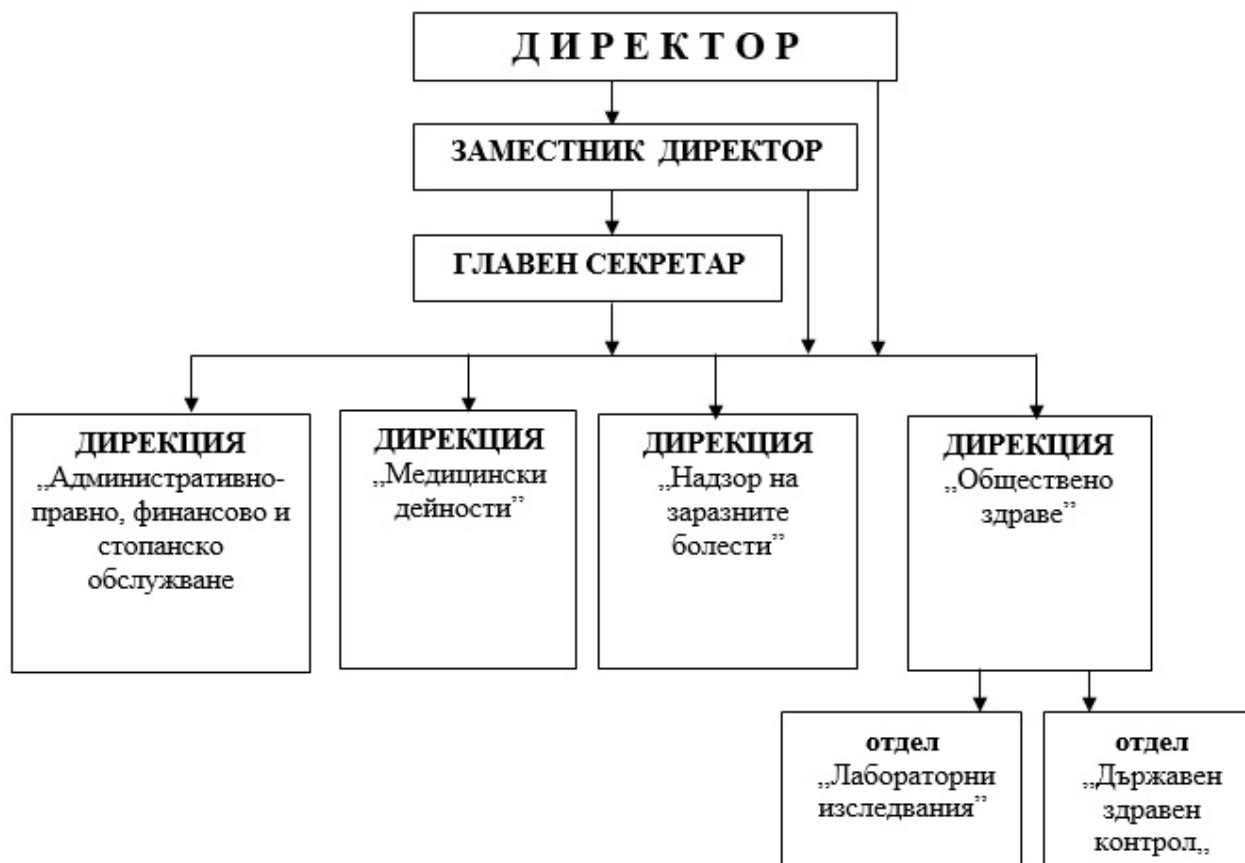 Д И Р Е К Т О Р
ЗАМЕСТНИК ДИРЕКТОР
ГЛАВЕН СЕКРЕТАР
ДИРЕКЦИЯ
„Административно-
правно, финансово и
стопанско
обслужване
ДИРЕКЦИЯ
„Медицински
дейности”
ДИРЕКЦИЯ
„Надзор на
заразните
болести”
ДИРЕКЦИЯ
„Обществено
здраве”
отдел
„Лабораторни
изследвания”
отдел
„Държавен
здравен
контрол„